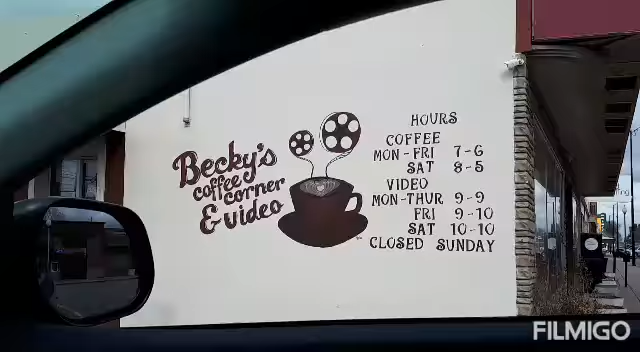 Becky's
coffee
corner
& video
HOURS
COFFEE
MON-FRI 7-6
SAT 8-5
VIDEO
MON-THUR 9-9
FRI 9-10
SAT 10-10
CLOSED SUNDAY
FILMIGO